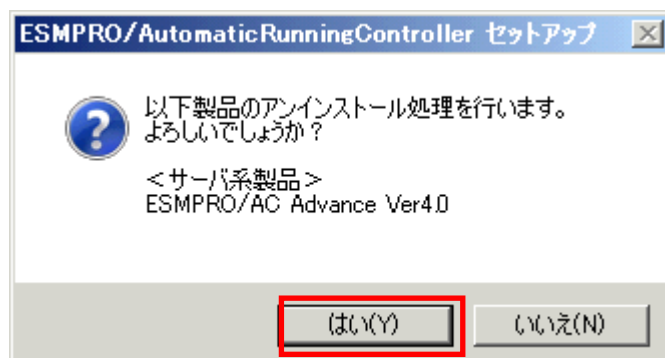 ESMPRO/AutomaticRunningController セットアップ
以下製品のアンインストール処理を行います。
よろしいでしょうか？
＜サーバ系製品＞
ESMPRO/AC Advance Ver4.0
はい(Y)
いいえ(N)